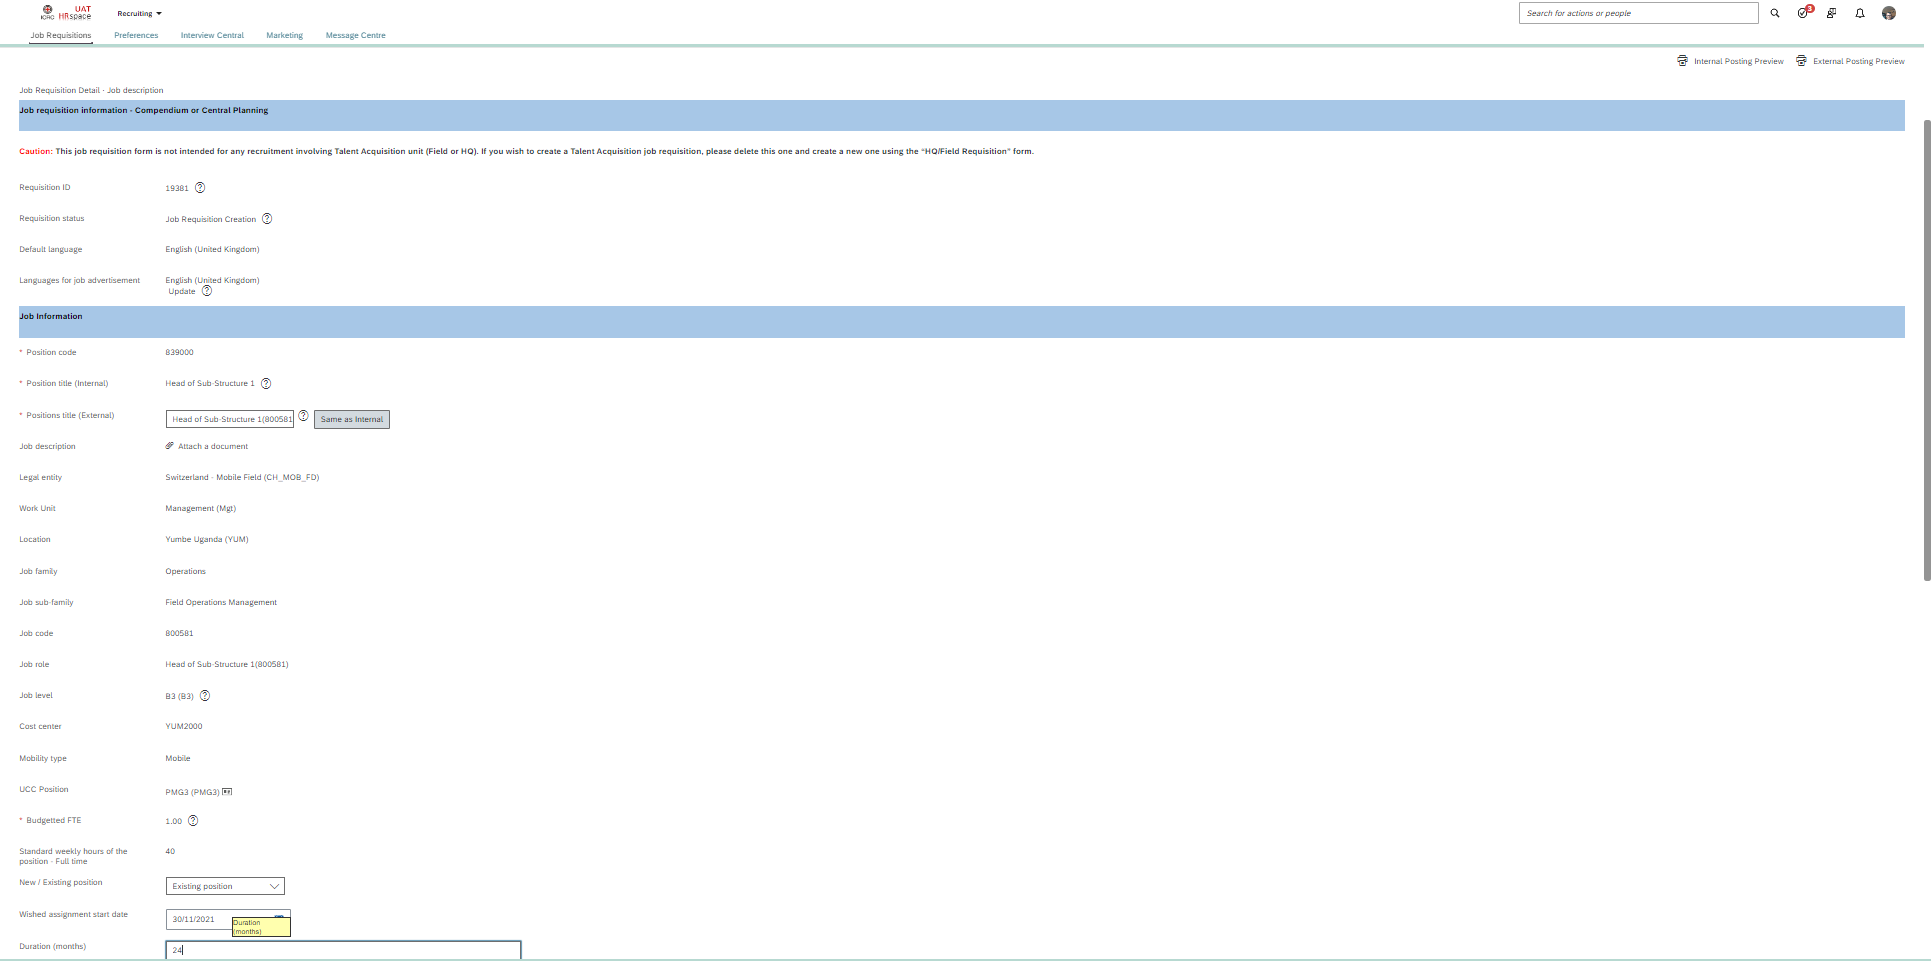 UAT
ICRC HRspace
Recruiting
Search for actions or people
3
Job Requisitions
Preferences
Interview Central
Marketing
Message Centre
Internal Posting Preview
External Posting Preview
Job Requisition Detail - Job description
Job requisition information - Compendium or Central Planning
Caution: This job requisition form is not intended for any recruitment involving Talent Acquisition unit (Field or HQ). If you wish to create a Talent Acquisition job requisition, please delete this one and create a new one using the "HQ/Field Requisition" form.
Requisition ID
19381
Requisition status
Job Requisition Creation
Default language
English (United Kingdom)
Languages for job advertisement
English (United Kingdom)
Update
Job Information
* Position code
839000
* Position title (Internal)
Head of Sub-Structure 1
* Positions title (External)
Head of Sub-Structure 1(800581
Same as Internal
Job description
Attach a document
Legal entity
Switzerland - Mobile Field (CH_MOB_FD)
Work Unit
Management (Mgt)
Location
Yumbe Uganda (YUM)
Job family
Operations
Job sub-family
Field Operations Management
Job code
800581
Job role
Head of Sub-Structure 1(800581)
Job level
B3 (B3)
Cost center
YUM2000
Mobility type
Mobile
UCC Position
PMG3 (PMG3)
* Budgetted FTE
1.00
Standard weekly hours of the
position - Full time
40
New / Existing position
Existing position
Wished assignment start date
30/11/2021
Duration
(months)
Duration (months)
24